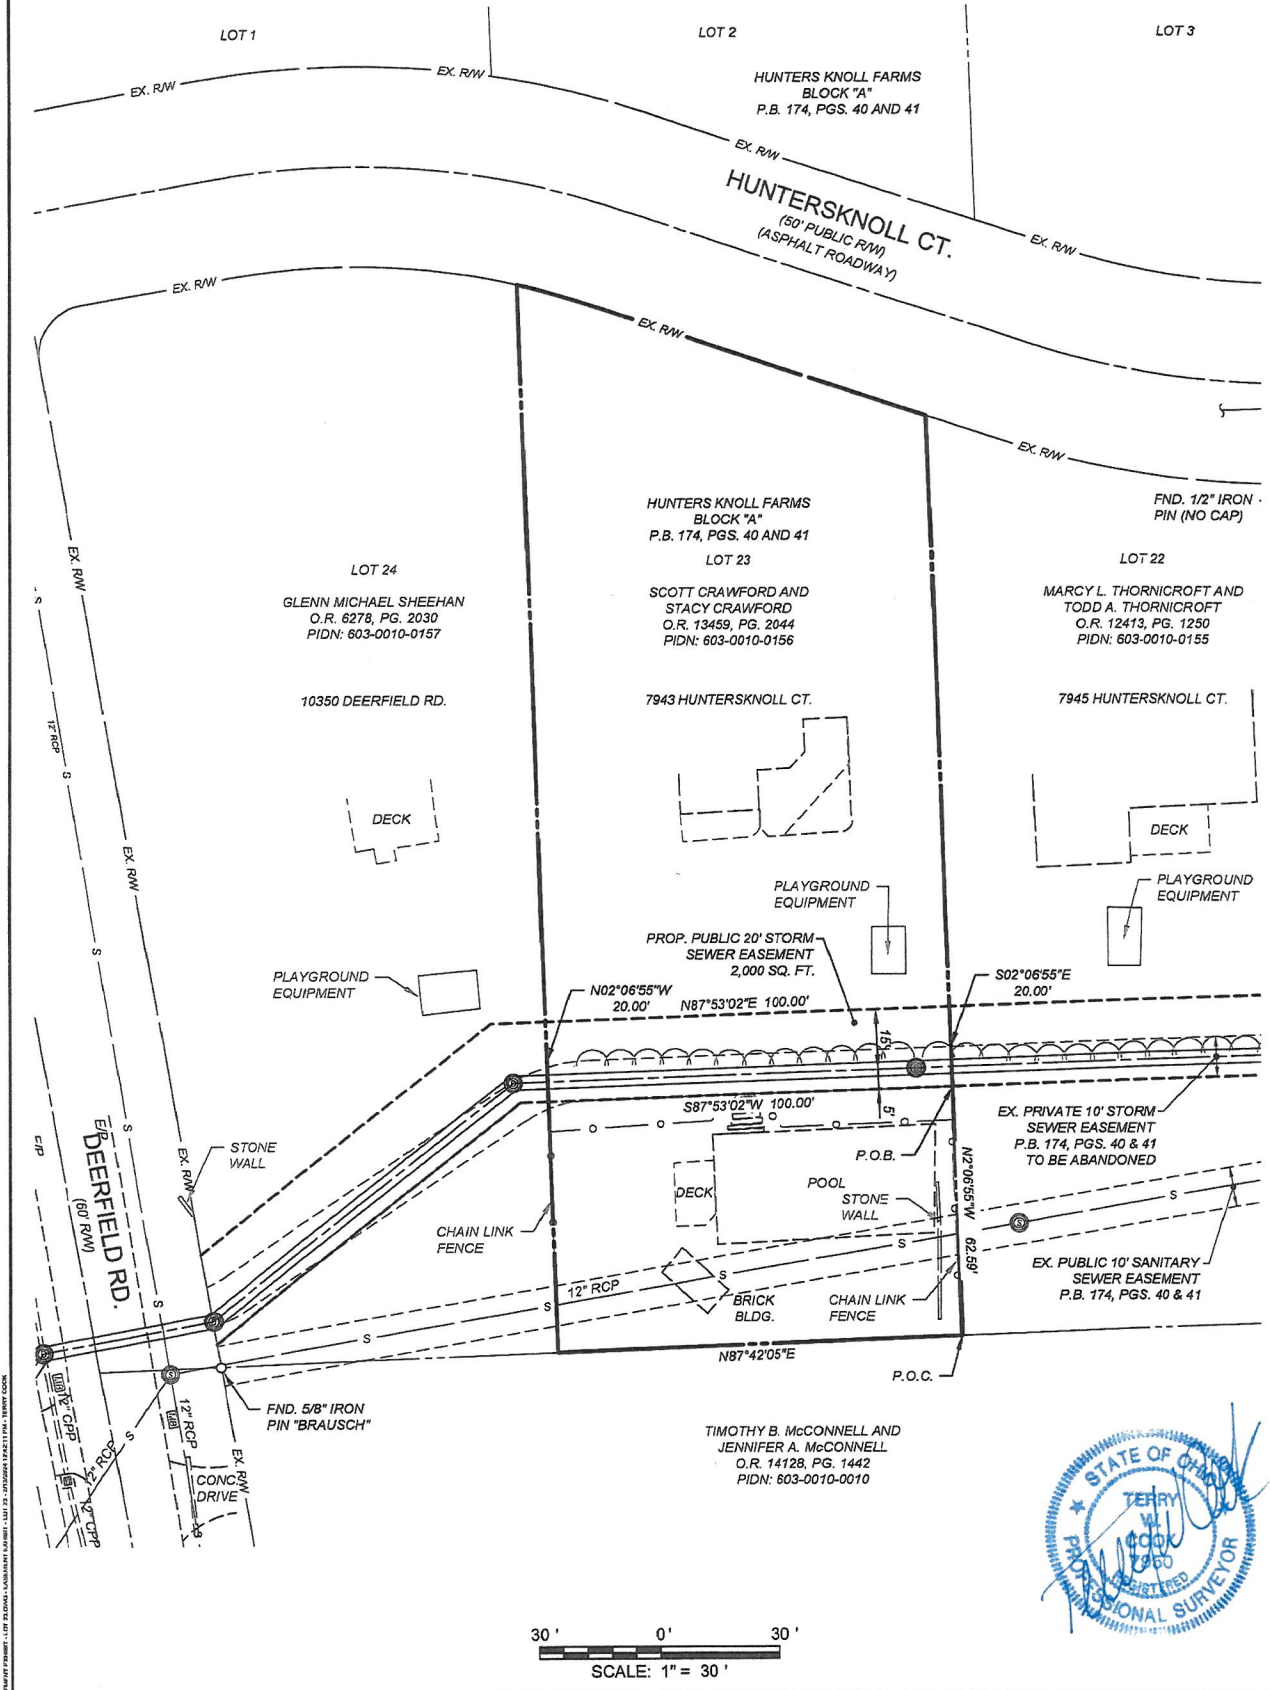 LOT 1
LOT 2
LOT 3
EX. R/W
EX. R/W
HUNTERS KNOLL FARMS
BLOCK "A"
P.B. 174, PGS. 40 AND 41
EX. R/W
HUNTERSKNOLL CT.
(50' PUBLIC R/W)
(ASPHALT ROADWAY)
EX. R/W
EX. R/W
EX. R/W
EX. R/W
FND. 1/2" IRON
PIN (NO CAP)
HUNTERS KNOLL FARMS
BLOCK "A"
P.B. 174, PGS. 40 AND 41
LOT 23
SCOTT CRAWFORD AND
STACY CRAWFORD
O.R. 13459, PG. 2044
PIDN: 603-0010-0156
7943 HUNTERSKNOLL CT.
LOT 24
GLENN MICHAEL SHEEHAN
O.R. 6278, PG. 2030
PIDN: 603-0010-0157
10350 DEERFIELD RD.
LOT 22
MARCY L. THORNICROFT AND
TODD A. THORNICROFT
O.R. 12413, PG. 1250
PIDN: 603-0010-0155
7945 HUNTERSKNOLL CT.
EX. R/W
S
12" RCP
S
EX. R/W
S
DECK
DECK
PLAYGROUND
EQUIPMENT
PLAYGROUND
EQUIPMENT
PLAYGROUND
EQUIPMENT
PROP. PUBLIC 20' STORM
SEWER EASEMENT
2,000 SQ. FT.
N02°06'55"W
20.00'
N87°53'02"E 100.00'
S02°06'55"E
20.00'
15'
S87°53'02"W 100.00'
5'
EX. PRIVATE 10' STORM
SEWER EASEMENT
P.B. 174, PGS. 40 & 41
TO BE ABANDONED
P.O.B.
N2°06'55"W 62.59'
E/P
E/P
S
DEERFIELD RD.
(60' R/W)
EX. R/W
STONE
WALL
DECK
POOL
STONE
WALL
S
S
CHAIN LINK
FENCE
S
12" RCP
S
S
S
S
S
BRICK
BLDG.
CHAIN LINK
FENCE
EX. PUBLIC 10' SANITARY
SEWER EASEMENT
P.B. 174, PGS. 40 & 41
N87°42'05"E
P.O.C.
S
FND. 5/8" IRON
PIN "BRAUSCH"
12" CPP
12" RCP
S
12" RCP
MB
EX. R/W
CONC.
DRIVE
12" CPP
TIMOTHY B. McCONNELL AND
JENNIFER A. McCONNELL
O.R. 14128, PG. 1442
PIDN: 603-0010-0010
STATE OF OHIO
TERRY
W.
COOK
7950
REGISTERED
PROFESSIONAL SURVEYOR
30 ' 0' 30 '
SCALE: 1" = 30 '